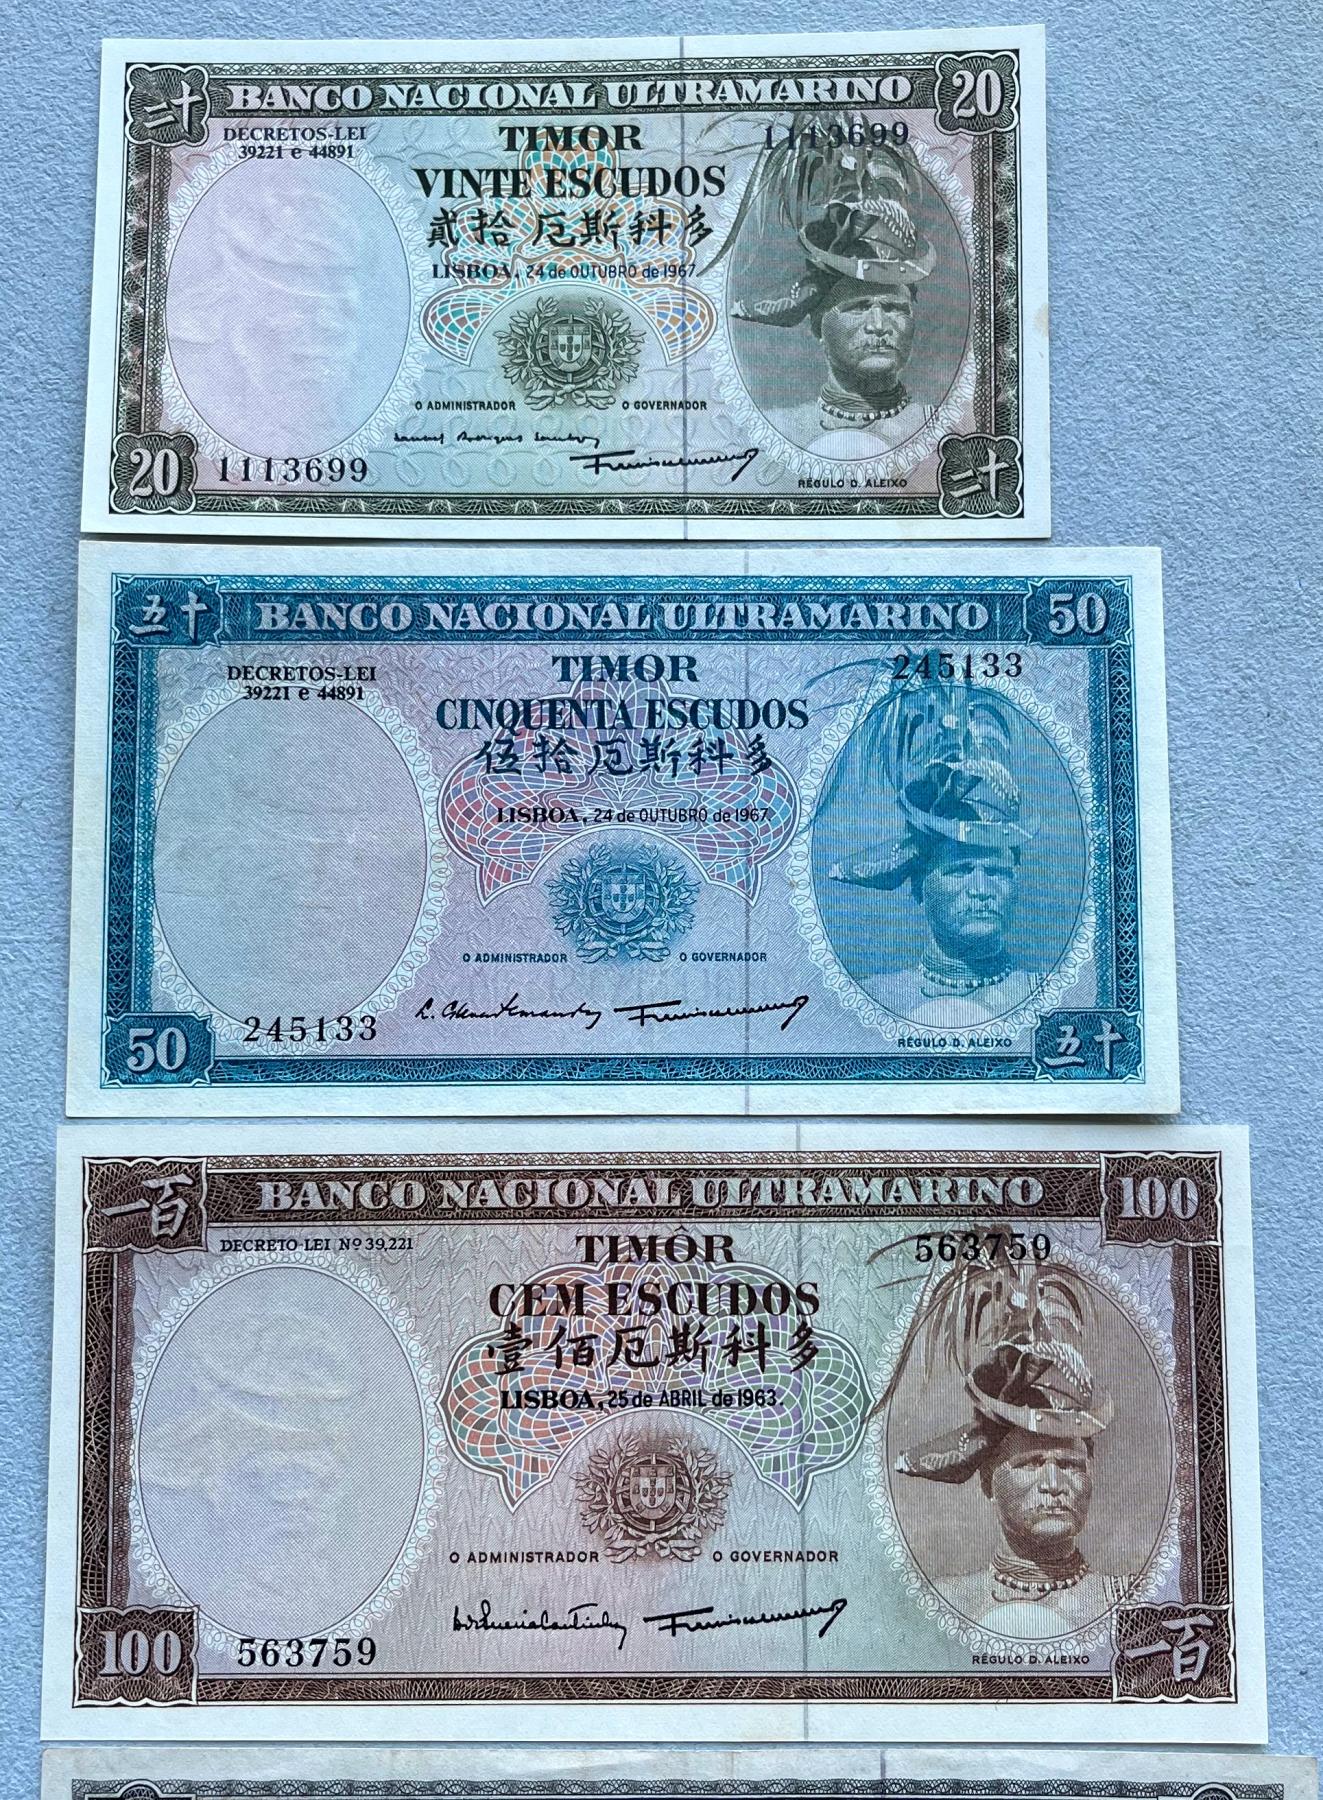 二十 BANCO NACIONAL ULTRAMARINO 20
DECRETOS-LEI
39221 e 44891
TIMOR
1113699
VINTE ESCUDOS
貳拾厄斯科多
LISBOA, 24 de OUTUBRO de 1967
O ADMINISTRADOR O GOVERNADOR
20 1113699
RÉGULO D. ALEIXO
二十
五十 BANCO NACIONAL ULTRAMARINO 50
DECRETOS-LEI
39221 e 44891
TIMOR
245133
CINQUENTA ESCUDOS
伍拾厄斯科多
LISBOA, 24 de OUTUBRO de 1967
O ADMINISTRADOR O GOVERNADOR
50 245133
RÉGULO D. ALEIXO
五十
一百 BANCO NACIONAL ULTRAMARINO 100
DECRETO-LEI Nº 39,221
TIMÔR
563759
CEM ESCUDOS
壹佰厄斯科多
LISBOA, 25 de ABRIL de 1963.
O ADMINISTRADOR O GOVERNADOR
100 563759
RÉGULO D. ALEIXO
一百